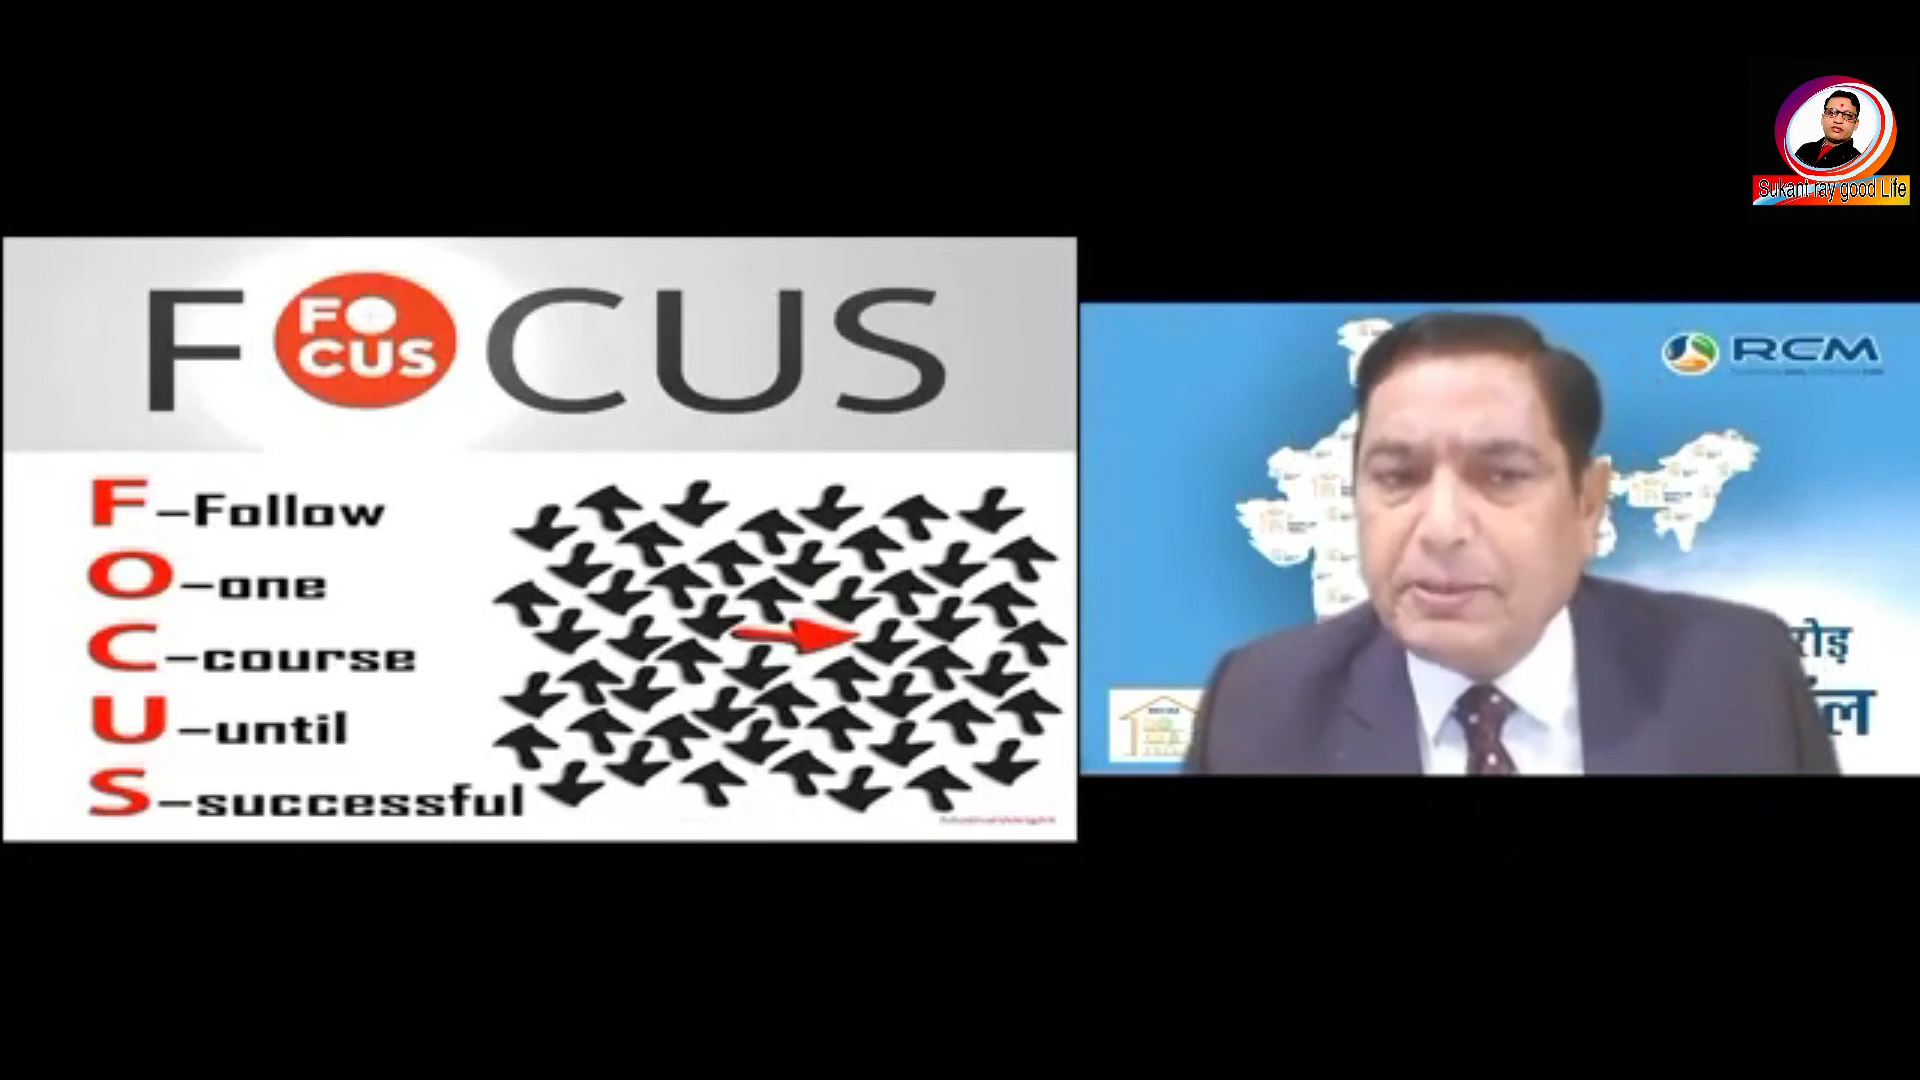 Sukant ray good Life
FOCUS
FO
CUS
F-Follow
O-one
C-course
U-until
S-successful
RCM